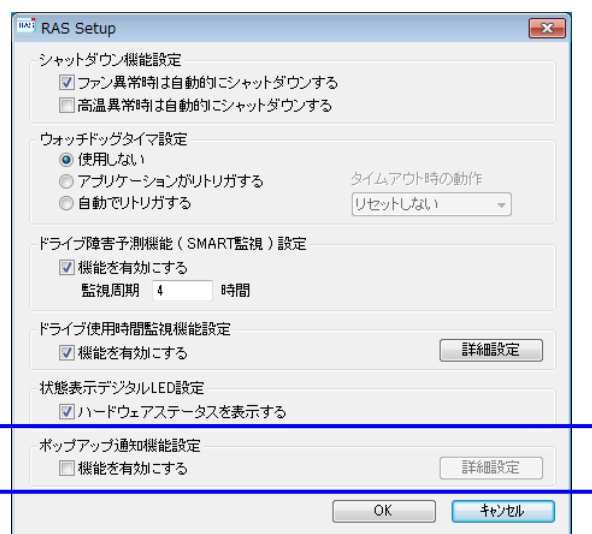 RAS RAS Setup
シャットダウン機能設定
ファン異常時は自動的にシャットダウンする
高温異常時は自動的にシャットダウンする
ウォッチドッグタイマ設定
使用しない
アプリケーションがリトリガする タイムアウト時の動作
自動でリトリガする リセットしない
ドライブ障害予測機能(SMART監視)設定
機能を有効にする
監視周期 4 時間
ドライブ使用時間監視機能設定
機能を有効にする 詳細設定
状態表示デジタルLED設定
ハードウェアステータスを表示する
ポップアップ通知機能設定
機能を有効にする 詳細設定
OK キャンセル